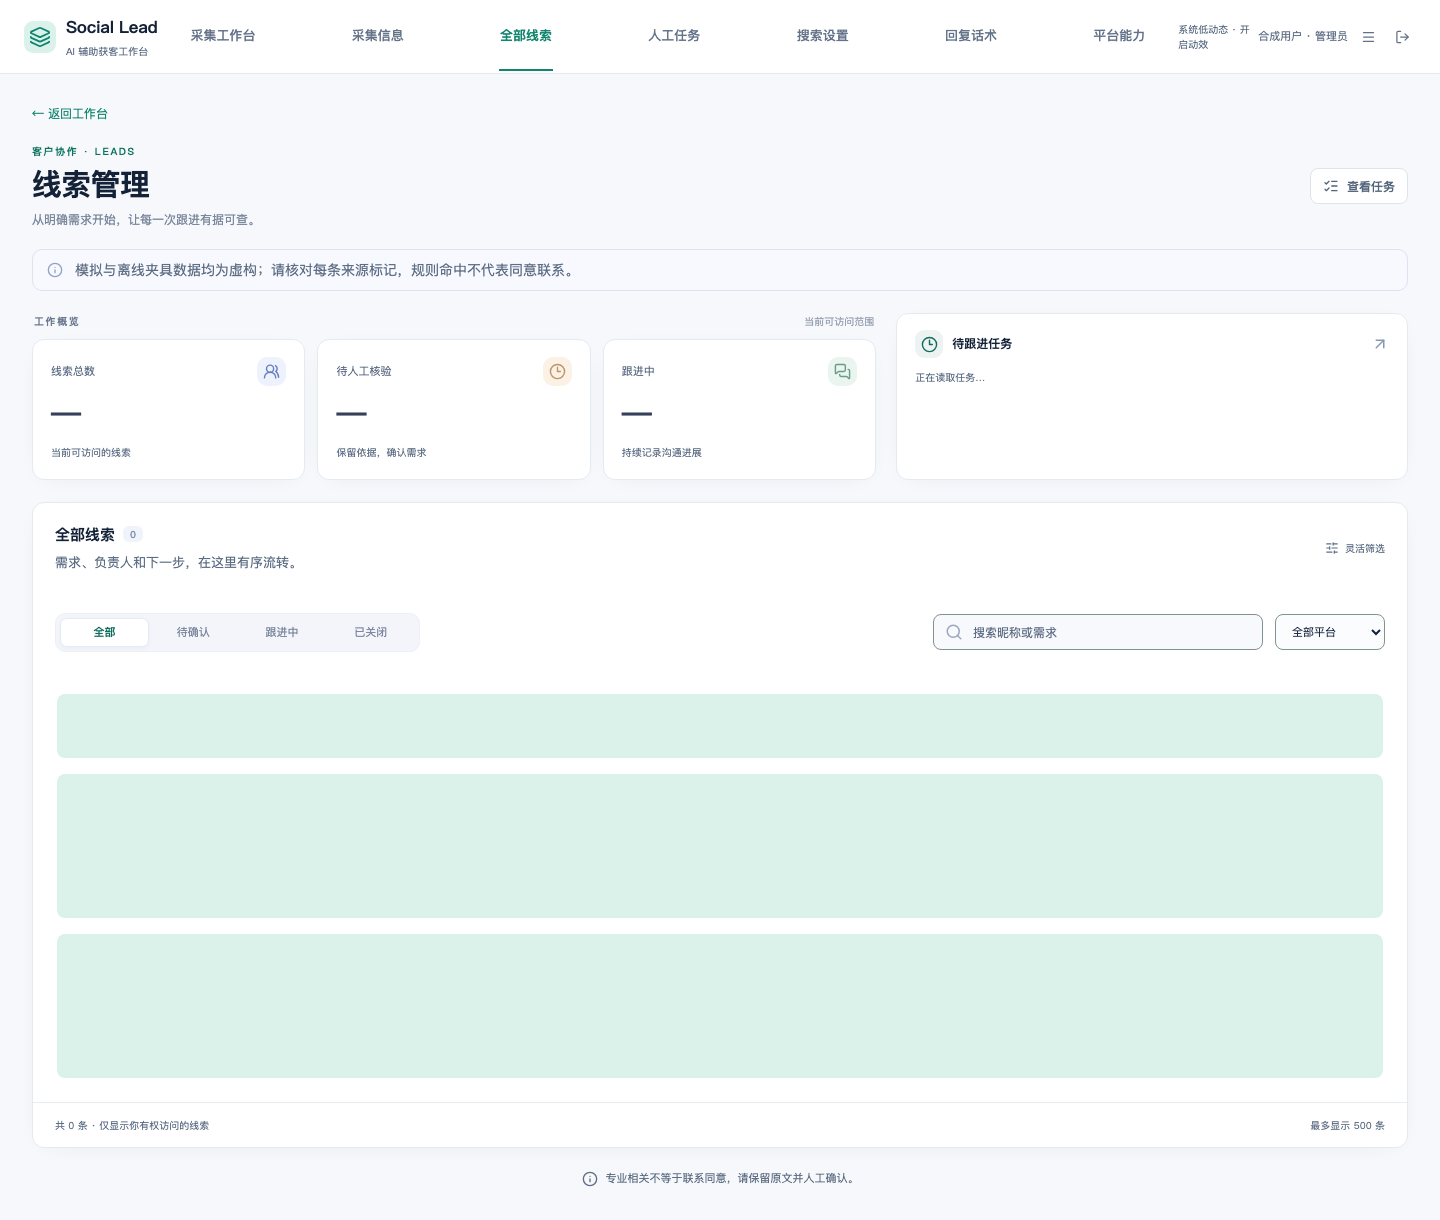 Social Lead
AI 辅助获客工作台
采集工作台
采集信息
全部线索
人工任务
搜索设置
回复话术
平台能力
系统低动态 · 开
启动效
合成用户 · 管理员
← 返回工作台
客户协作 · LEADS
线索管理
从明确需求开始，让每一次跟进有据可查。
查看任务
模拟与离线夹具数据均为虚构；请核对每条来源标记，规则命中不代表同意联系。
工作概览
当前可访问范围
线索总数
—
当前可访问的线索
待人工核验
—
保留依据，确认需求
跟进中
—
持续记录沟通进展
待跟进任务
正在读取任务...
全部线索 0
需求、负责人和下一步，在这里有序流转。
灵活筛选
全部
待确认
跟进中
已关闭
搜索昵称或需求
全部平台
共 0 条 · 仅显示你有权访问的线索
最多显示 500 条
专业相关不等于联系同意，请保留原文并人工确认。